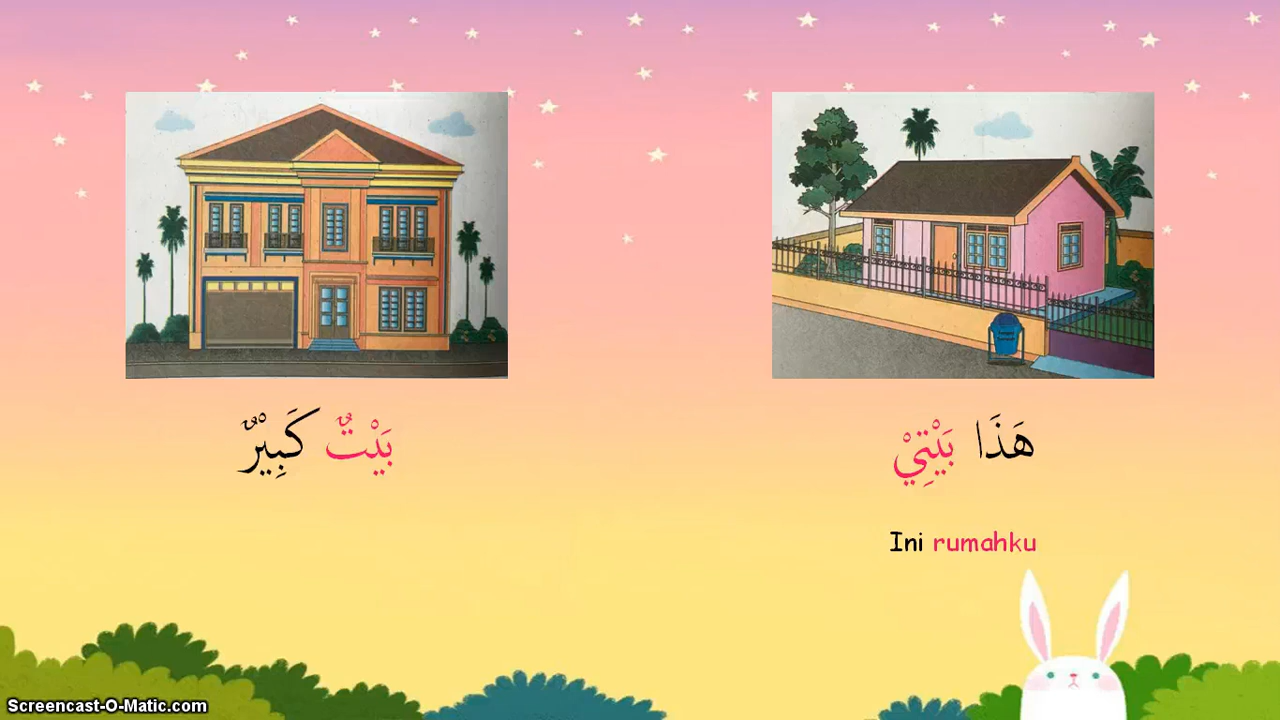 هَذَا بَيْتِيْ
Ini rumahku
بَيْتٌ كَبِيْرٌ
Screencast-O-Matic.com